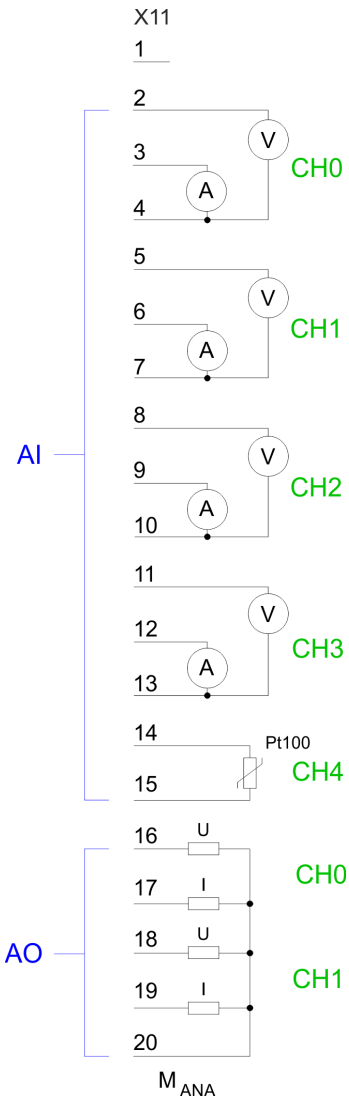 X11
1
2
V
3
CH0
A
4
5
V
6
CH1
A
7
8
V
AI
9
CH2
A
10
11
V
12
CH3
A
13
14
Pt100
CH4
15
16 U
CH0
17 I
18 U
AO
CH1
19 I
20
M ANA